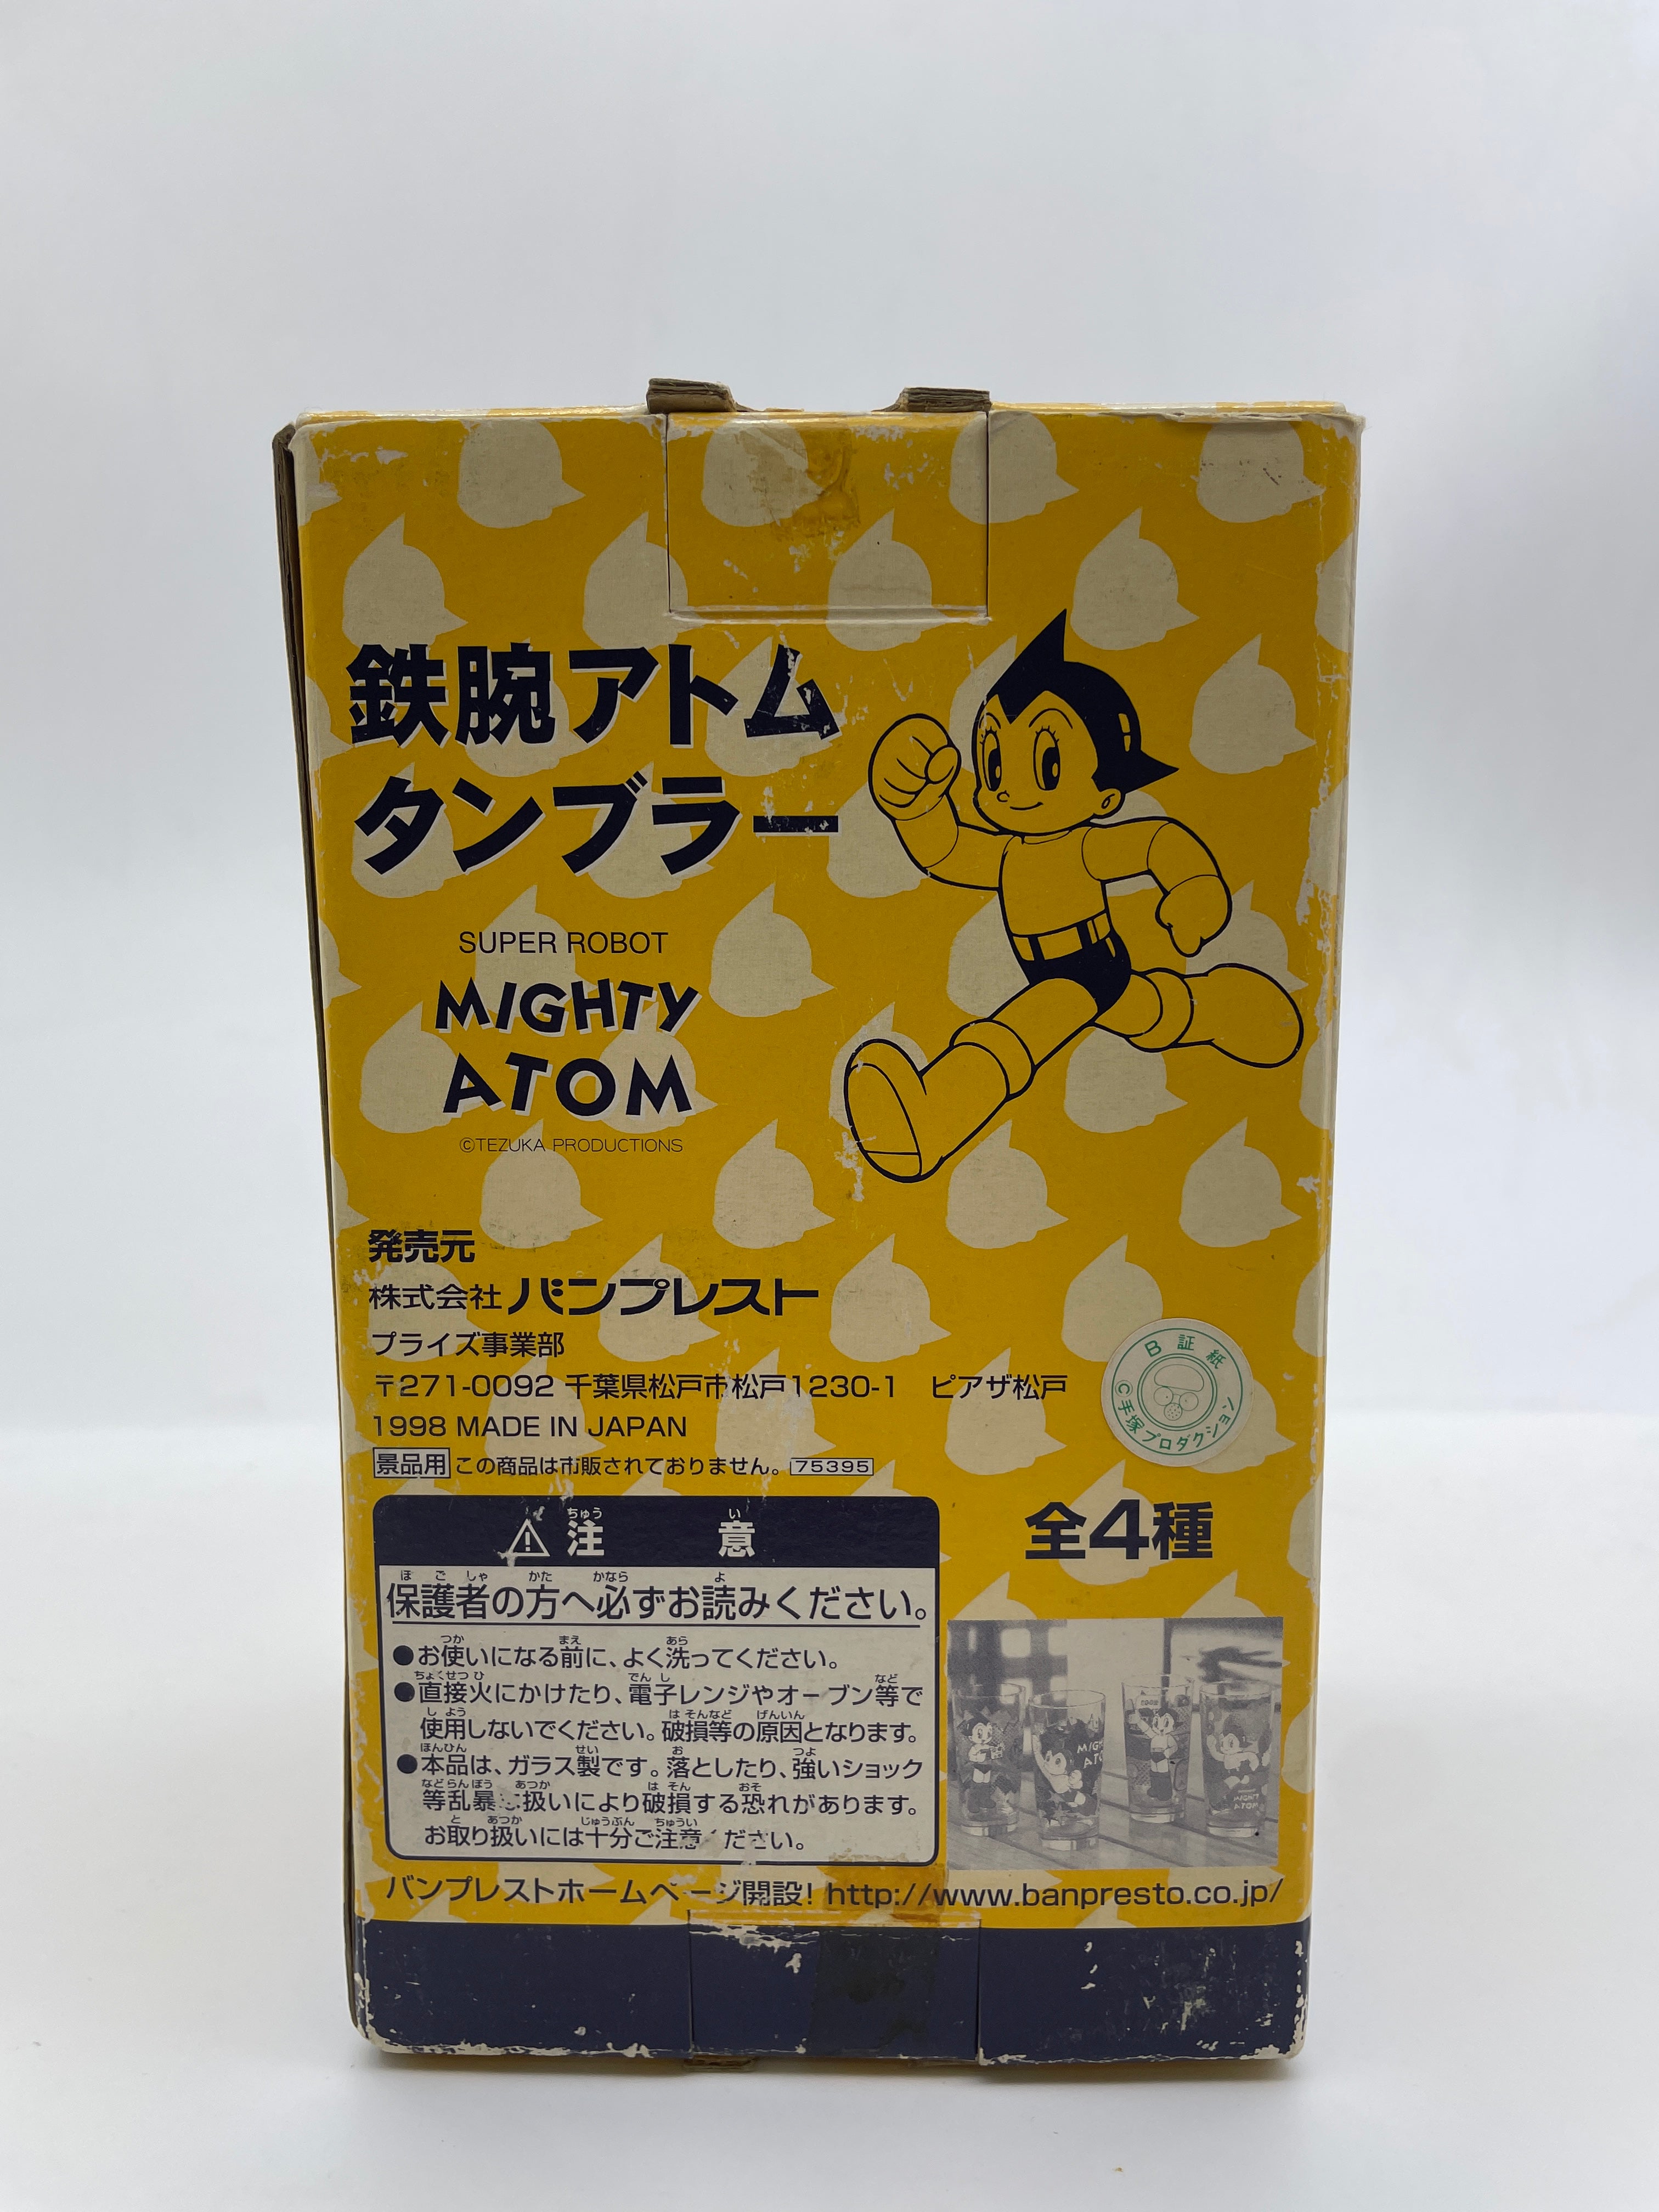 鉄腕アトム
タンブラー
SUPER ROBOT
MIGHTY
ATOM
©TEZUKA PRODUCTIONS
発売元
株式会社バンプレスト
プライズ事業部
〒271-0092 千葉県松戸市松戸1230-1 ピアザ松戸
1998 MADE IN JAPAN
景品用 この商品は市販されておりません。 75395
B証紙
©手塚プロダクション
全4種
⚠注意
保護者の方へ必ずお読みください。
●お使いになる前に、よく洗ってください。
●直接火にかけたり、電子レンジやオーブン等で
使用しないでください。破損等の原因となります。
●本品は、ガラス製です。落としたり、強いショック
等乱暴な扱いにより破損する恐れがあります。
お取り扱いには十分ご注意ください。
バンプレストホームページ開設! http://www.banpresto.co.jp/